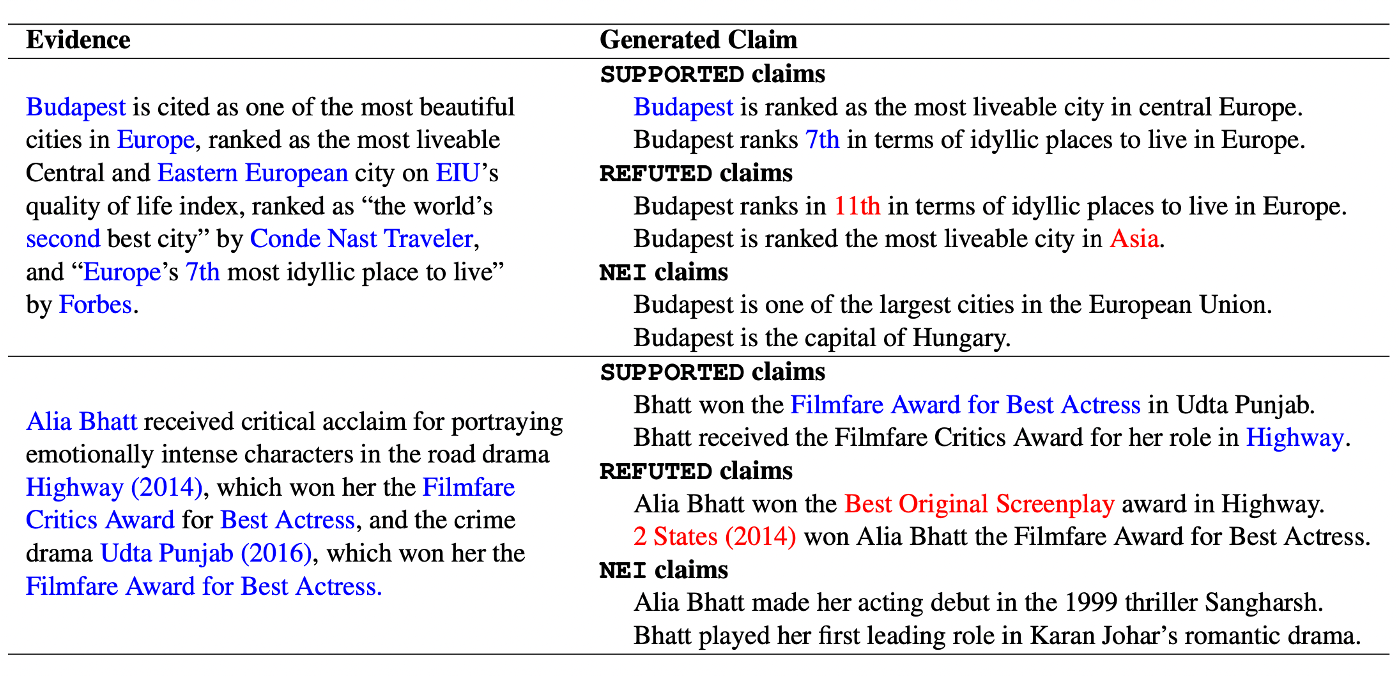 Evidence
Generated Claim
Budapest is cited as one of the most beautiful
cities in Europe, ranked as the most liveable
Central and Eastern European city on EIU’s
quality of life index, ranked as “the world’s
second best city” by Conde Nast Traveler,
and “Europe’s 7th most idyllic place to live”
by Forbes.
SUPPORTED claims
Budapest is ranked as the most liveable city in central Europe.
Budapest ranks 7th in terms of idyllic places to live in Europe.
REFUTED claims
Budapest ranks in 11th in terms of idyllic places to live in Europe.
Budapest is ranked the most liveable city in Asia.
NEI claims
Budapest is one of the largest cities in the European Union.
Budapest is the capital of Hungary.
Alia Bhatt received critical acclaim for portraying
emotionally intense characters in the road drama
Highway (2014), which won her the Filmfare
Critics Award for Best Actress, and the crime
drama Udta Punjab (2016), which won her the
Filmfare Award for Best Actress.
SUPPORTED claims
Bhatt won the Filmfare Award for Best Actress in Udta Punjab.
Bhatt received the Filmfare Critics Award for her role in Highway.
REFUTED claims
Alia Bhatt won the Best Original Screenplay award in Highway.
2 States (2014) won Alia Bhatt the Filmfare Award for Best Actress.
NEI claims
Alia Bhatt made her acting debut in the 1999 thriller Sangharsh.
Bhatt played her first leading role in Karan Johar’s romantic drama.